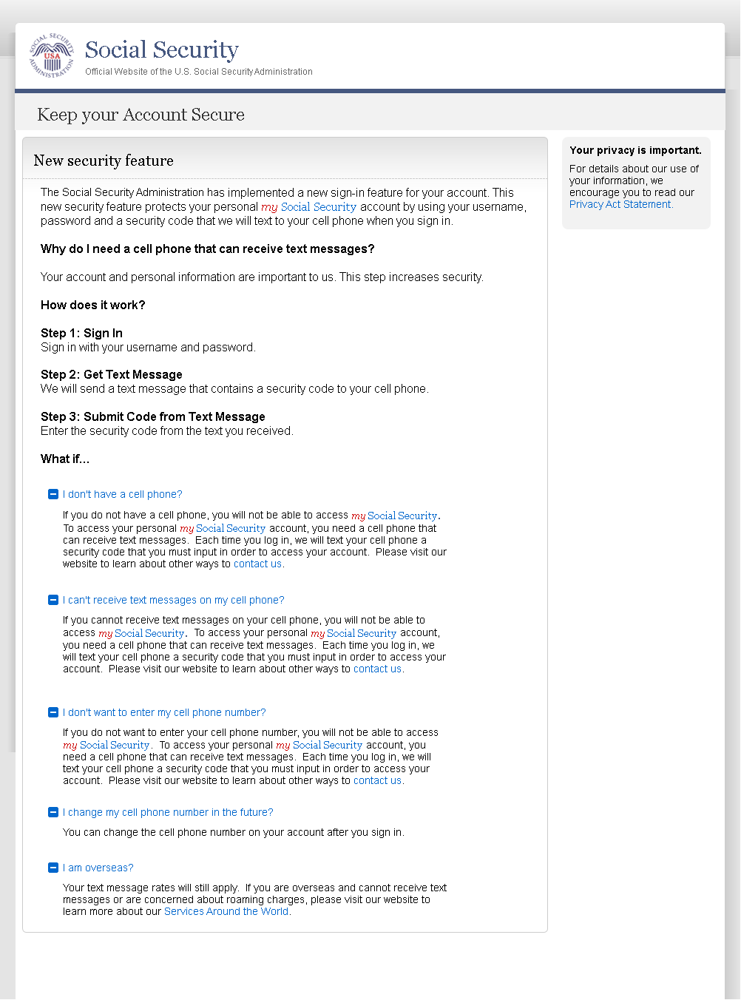 SOCIAL SECURITY
USA
ADMINISTRATION
Social Security
Official Website of the U.S. Social Security Administration
Keep your Account Secure
New security feature
The Social Security Administration has implemented a new sign-in feature for your account. This
new security feature protects your personal my Social Security account by using your username,
password and a security code that we will text to your cell phone when you sign in.
Why do I need a cell phone that can receive text messages?
Your account and personal information are important to us. This step increases security.
How does it work?
Step 1: Sign In
Sign in with your username and password.
Step 2: Get Text Message
We will send a text message that contains a security code to your cell phone.
Step 3: Submit Code from Text Message
Enter the security code from the text you received.
What if...
I don't have a cell phone?
If you do not have a cell phone, you will not be able to access my Social Security.
To access your personal my Social Security account, you need a cell phone that
can receive text messages. Each time you log in, we will text your cell phone a
security code that you must input in order to access your account. Please visit our
website to learn about other ways to contact us.
I can't receive text messages on my cell phone?
If you cannot receive text messages on your cell phone, you will not be able to
access my Social Security. To access your personal my Social Security account,
you need a cell phone that can receive text messages. Each time you log in, we
will text your cell phone a security code that you must input in order to access your
account. Please visit our website to learn about other ways to contact us.
I don't want to enter my cell phone number?
If you do not want to enter your cell phone number, you will not be able to access
my Social Security. To access your personal my Social Security account, you
need a cell phone that can receive text messages. Each time you log in, we will
text your cell phone a security code that you must input in order to access your
account. Please visit our website to learn about other ways to contact us.
I change my cell phone number in the future?
You can change the cell phone number on your account after you sign in.
I am overseas?
Your text message rates will still apply. If you are overseas and cannot receive text
messages or are concerned about roaming charges, please visit our website to
learn more about our Services Around the World.
Your privacy is important.
For details about our use of
your information, we
encourage you to read our
Privacy Act Statement.